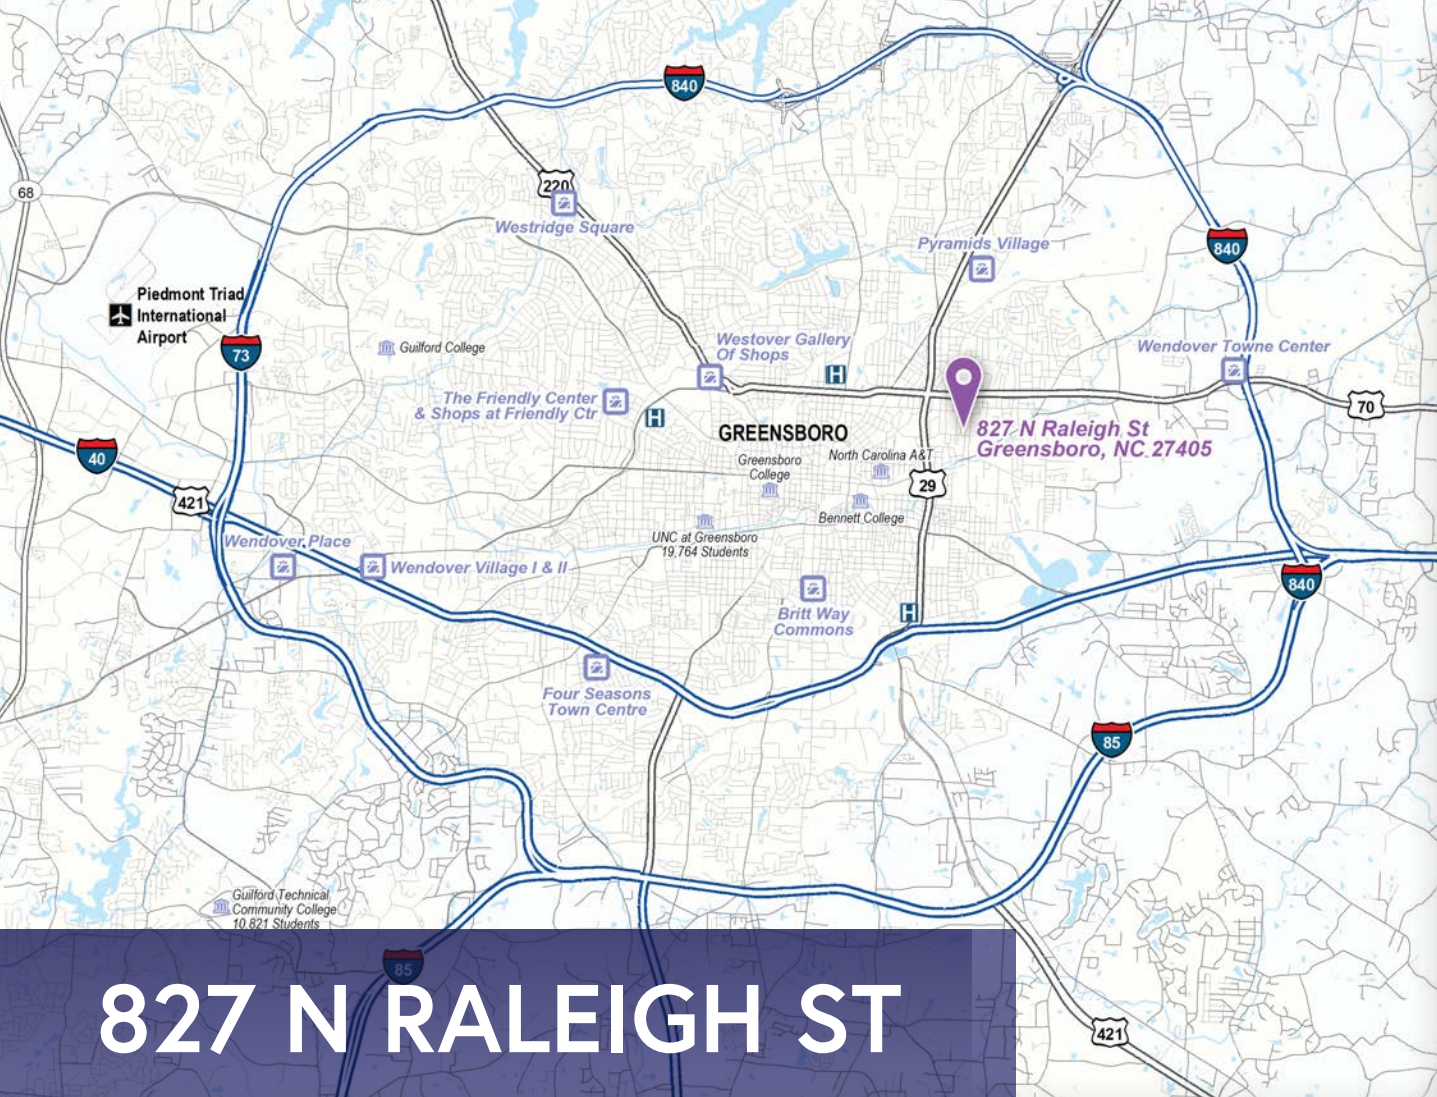 840
220
68
Westridge Square
Pyramids Village
840
Piedmont Triad
International
Airport
73
Guilford College
Westover Gallery
Of Shops
Wendover Towne Center
The Friendly Center
& Shops at Friendly Ctr
H
H
70
GREENSBORO
827 N Raleigh St
Greensboro, NC 27405
40
Greensboro
College
North Carolina A&T
421
29
Bennett College
UNC at Greensboro
19,764 Students
Wendover Place
Wendover Village I & II
840
Britt Way
Commons
H
Four Seasons
Town Centre
85
Guilford Technical
Community College
10,821 Students
85
827 N RALEIGH ST
421